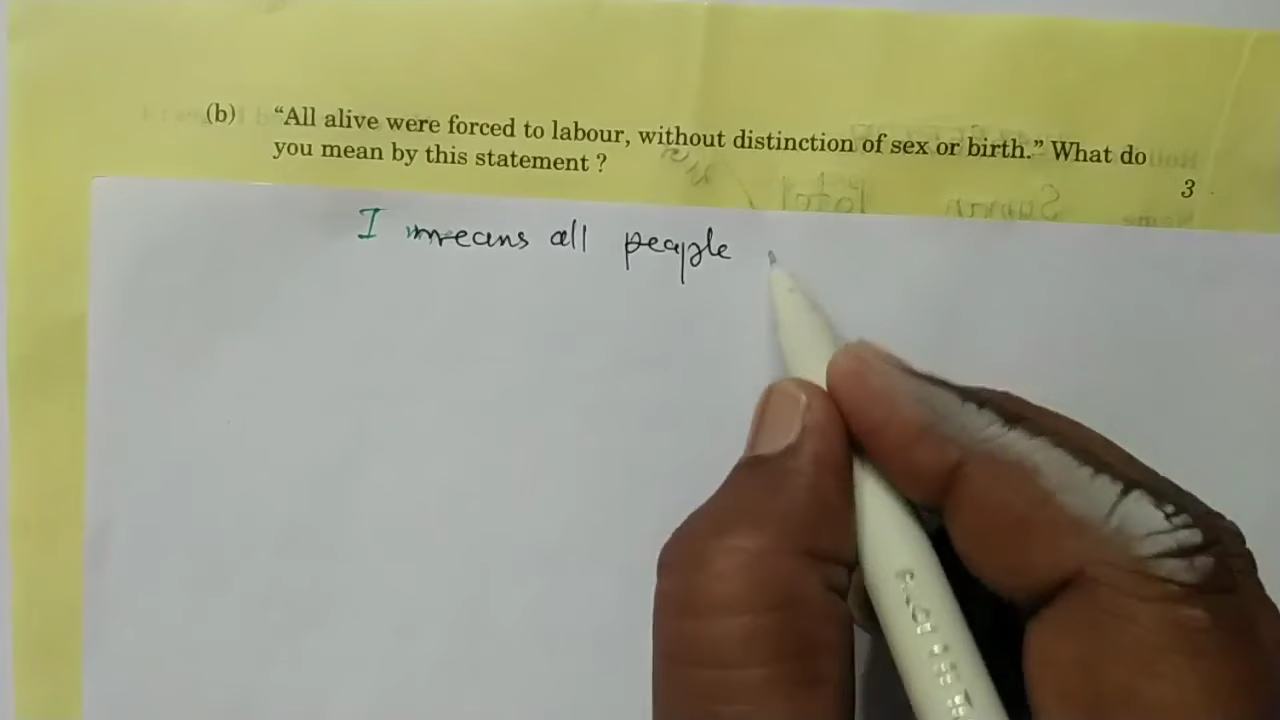 (b) “All alive were forced to labour, without distinction of sex or birth.” What do
you mean by this statement ?
3
I means all people